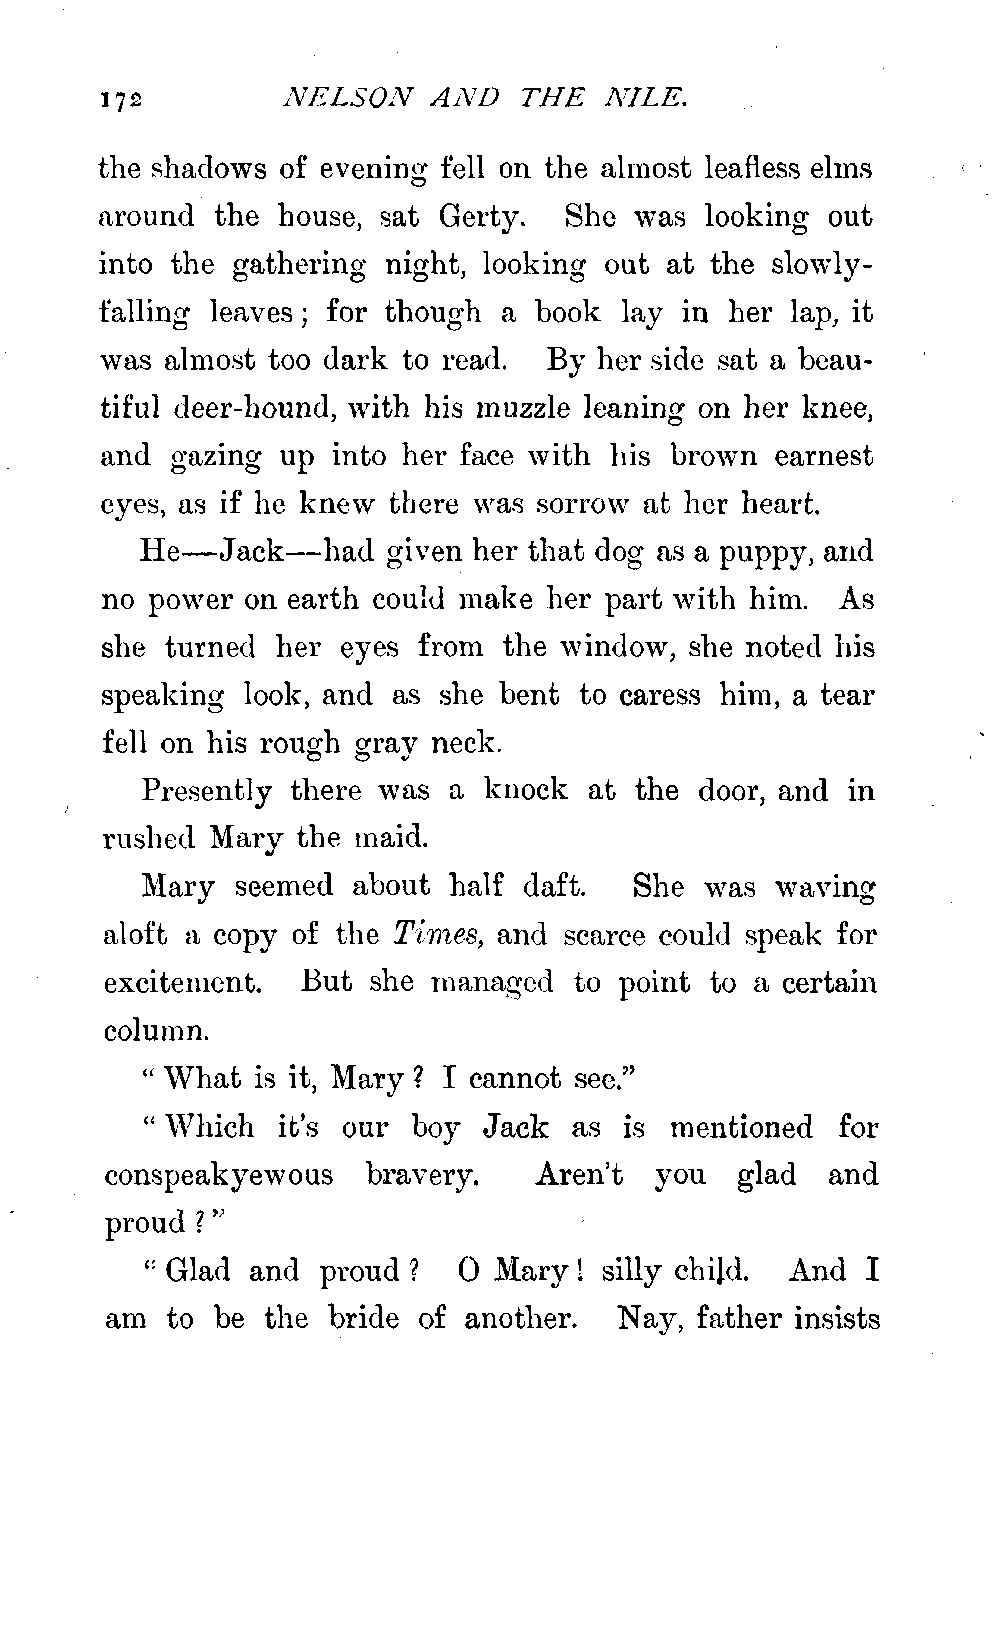 172 NELSON AND THE NILE.
the shadows of evening fell on the almost leafless elms
around the house, sat Gerty. She was looking out
into the gathering night, looking out at the slowly-
falling leaves; for though a book lay in her lap, it
was almost too dark to read. By her side sat a beau-
tiful deer-hound, with his muzzle leaning on her knee,
and gazing up into her face with his brown earnest
eyes, as if he knew there was sorrow at her heart.
He—Jack—had given her that dog as a puppy, and
no power on earth could make her part with him. As
she turned her eyes from the window, she noted his
speaking look, and as she bent to caress him, a tear
fell on his rough gray neck.
Presently there was a knock at the door, and in
rushed Mary the maid.
Mary seemed about half daft. She was waving
aloft a copy of the Times, and scarce could speak for
excitement. But she managed to point to a certain
column.
“What is it, Mary? I cannot see.”
“Which it's our boy Jack as is mentioned for
conspeakyewous bravery. Aren't you glad and
proud?”
“Glad and proud? O Mary! silly child. And I
am to be the bride of another. Nay, father insists